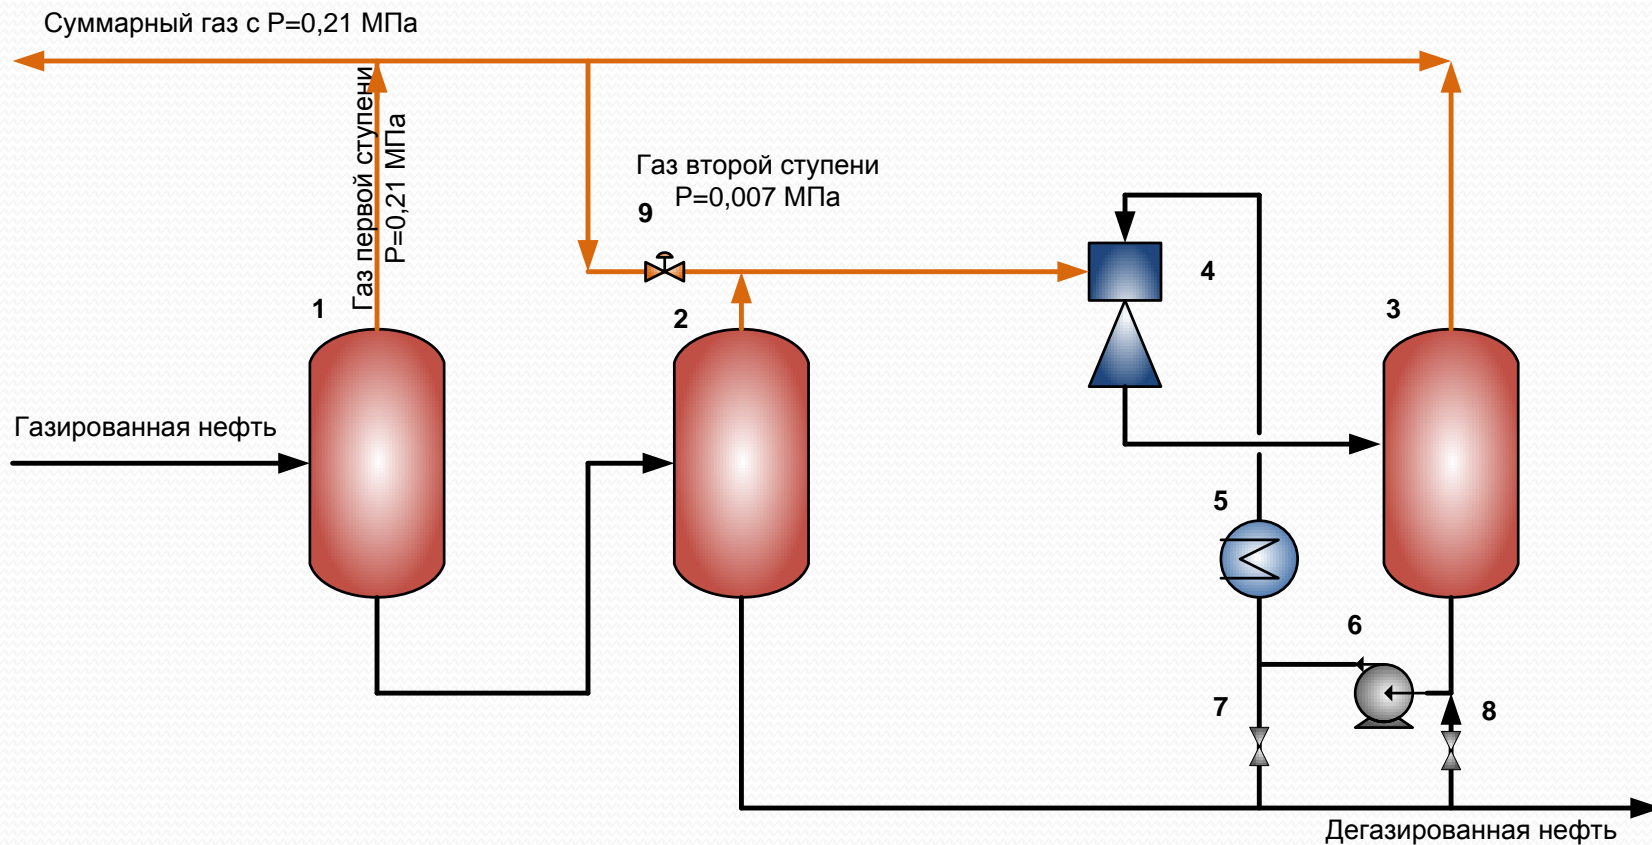 Суммарный газ с P=0,21 МПа
Газ первой ступени
P=0,21 МПа
Газ второй ступени
P=0,007 МПа
9
4
1
2
3
Газированная нефть
5
6
7
8
Дегазированная нефть